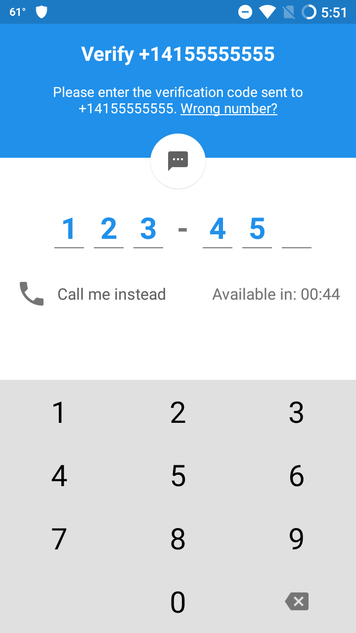 61° 5:51
Verify +14155555555
Please enter the verification code sent to
+14155555555. Wrong number?
1 2 3 - 4 5
Call me instead Available in: 00:44
1 2 3
4 5 6
7 8 9
0